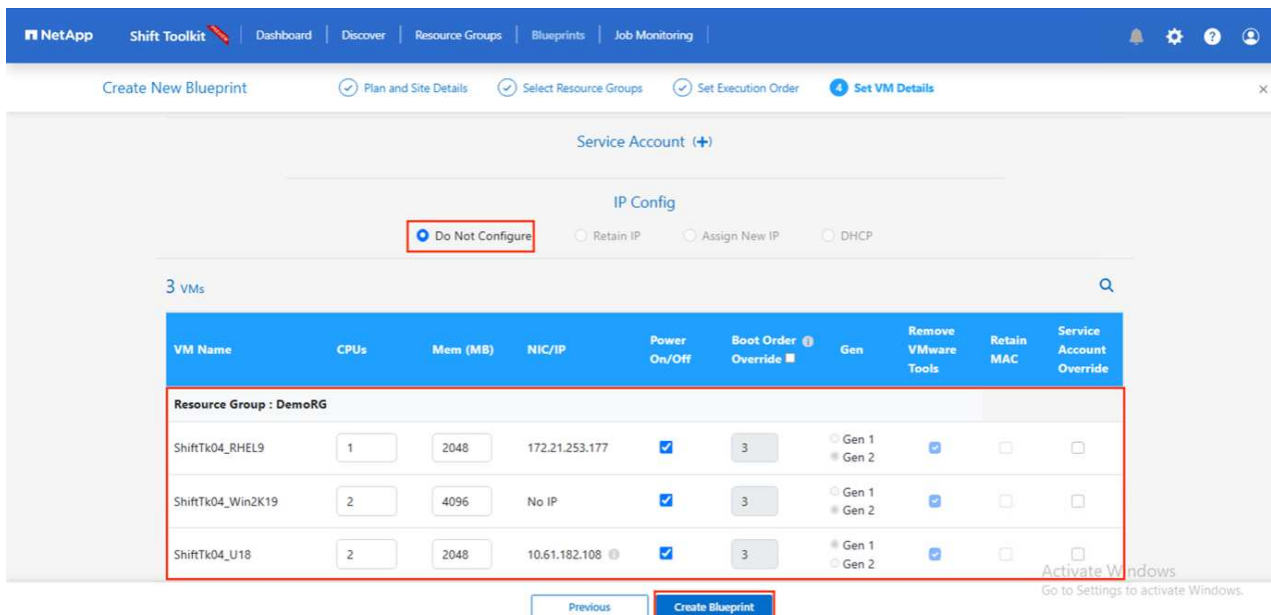 NetApp Shift Toolkit Dashboard Discover Resource Groups Blueprints Job Monitoring
Create New Blueprint Plan and Site Details Select Resource Groups Set Execution Order 4 Set VM Details
Service Account (+)
IP Config
Do Not Configure Retain IP Assign New IP DHCP
3 VMs
VM Name CPUs Mem (MB) NIC/IP Power On/Off Boot Order Override Gen Remove VMware Tools Retain MAC Service Account Override
Resource Group : DemoRG
ShiftTk04_RHEL9 1 2048 172.21.253.177 3 Gen 1 Gen 2
ShiftTk04_Win2K19 2 4096 No IP 3 Gen 1 Gen 2
ShiftTk04_U18 2 2048 10.61.182.108 3 Gen 1 Gen 2
Activate Windows
Go to Settings to activate Windows.
Previous Create Blueprint